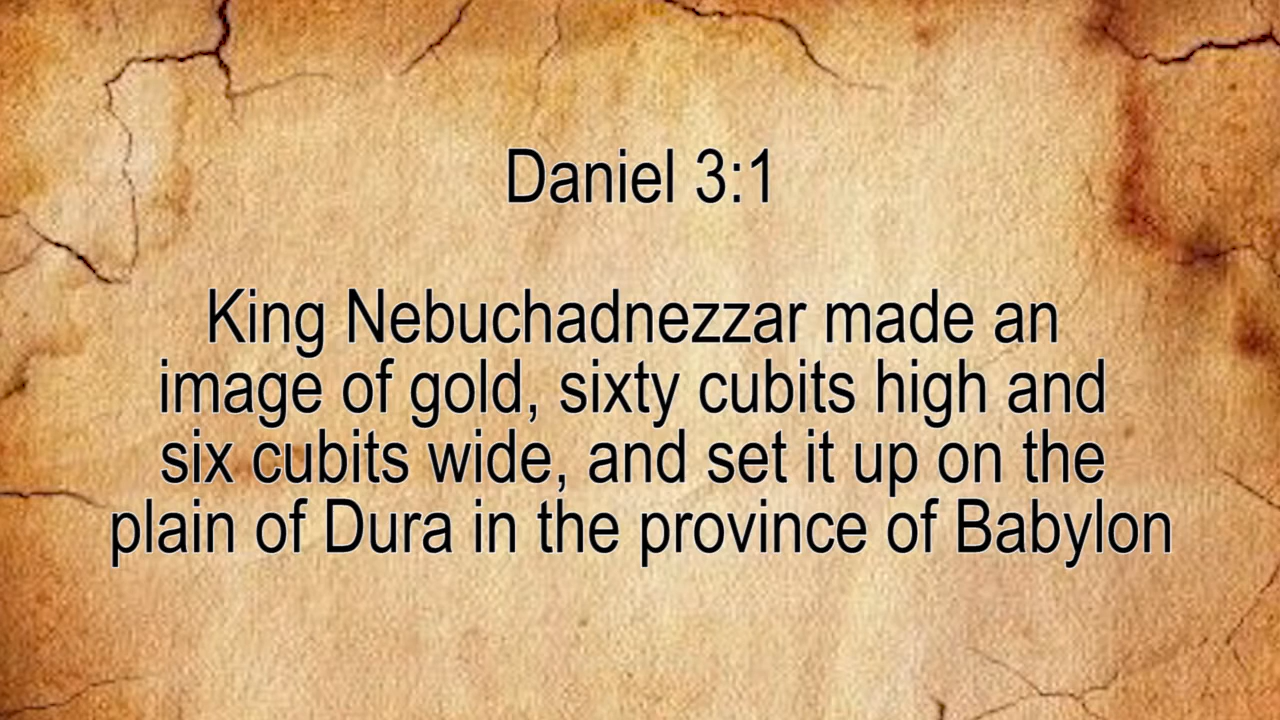 Daniel 3:1
King Nebuchadnezzar made an
image of gold, sixty cubits high and
six cubits wide, and set it up on the
plain of Dura in the province of Babylon